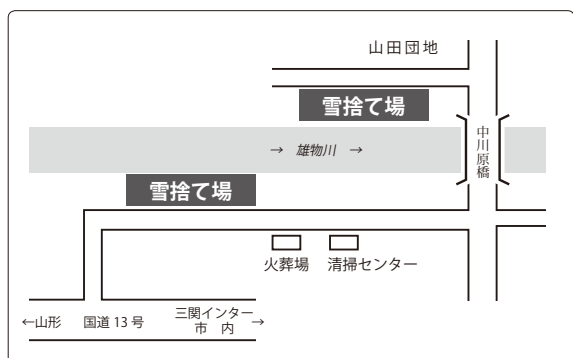 山田団地
雪捨て場
→ 雄物川 →
中川原橋
雪捨て場
火葬場 清掃センター
三関インター
←山形 国道13号 市 内 →